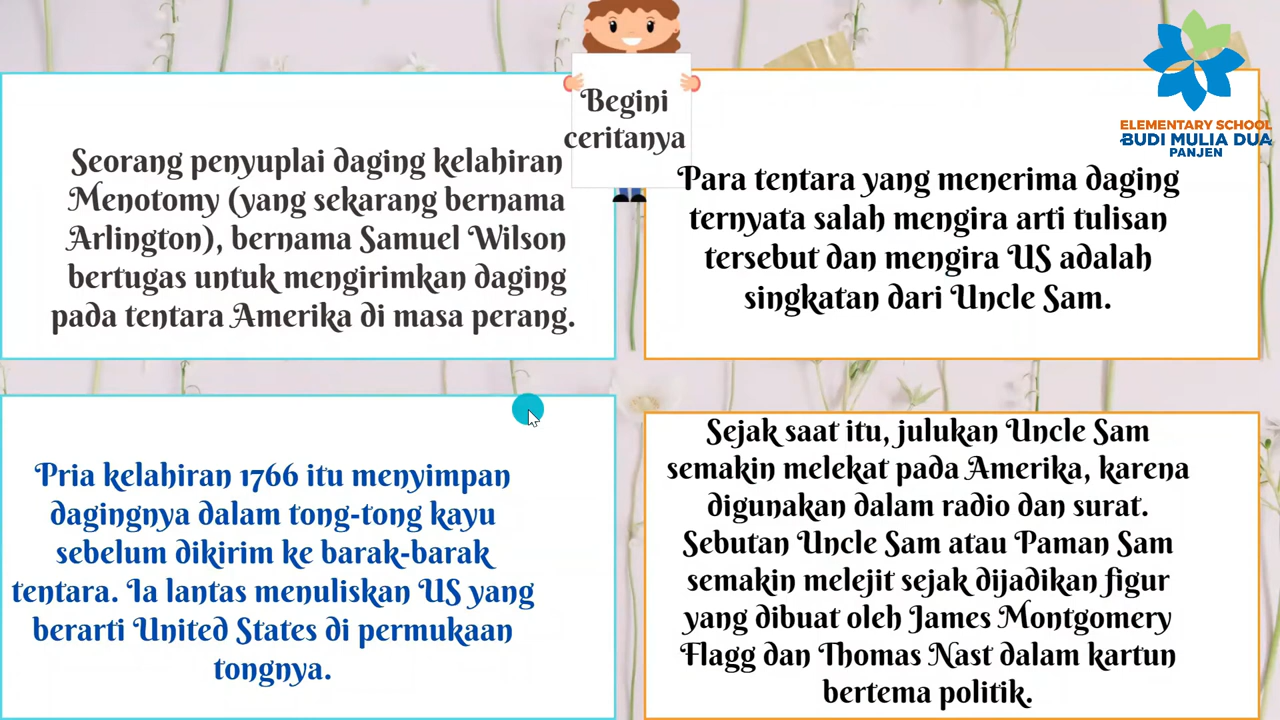 Begini
ceritanya
ELEMENTARY SCHOOL
BUDI MULIA DUA
PANJEN
Seorang penyuplai daging kelahiran
Menotomy (yang sekarang bernama
Arlington), bernama Samuel Wilson
bertugas untuk mengirimkan daging
pada tentara Amerika di masa perang.
Pria kelahiran 1766 itu menyimpan
dagingnya dalam tong-tong kayu
sebelum dikirim ke barak-barak
tentara. Ia lantas menuliskan US yang
berarti United States di permukaan
tongnya.
Para tentara yang menerima daging
ternyata salah mengira arti tulisan
tersebut dan mengira US adalah
singkatan dari Uncle Sam.
Sejak saat itu, julukan Uncle Sam
semakin melekat pada Amerika, karena
digunakan dalam radio dan surat.
Sebutan Uncle Sam atau Paman Sam
semakin melejit sejak dijadikan figur
yang dibuat oleh James Montgomery
Flagg dan Thomas Nast dalam kartun
bertema politik.